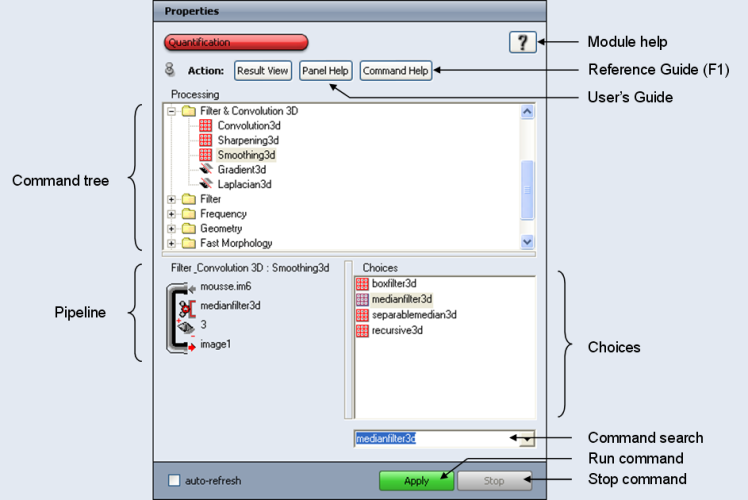 Properties
Quantification
?
Module help
Action: Result View Panel Help Command Help
Reference Guide (F1)
User's Guide
Processing
Filter & Convolution 3D
Convolution3d
Sharpening3d
Smoothing3d
Gradient3d
Laplacian3d
Filter
Frequency
Geometry
Fast Morphology
Command tree
Filter_Convolution 3D : Smoothing3d
mousse.im6
medianfilter3d
3
image1
Pipeline
Choices
boxfilter3d
medianfilter3d
separablemedian3d
recursive3d
Choices
medianfilter3d
Command search
Run command
auto-refresh
Apply
Stop
Stop command